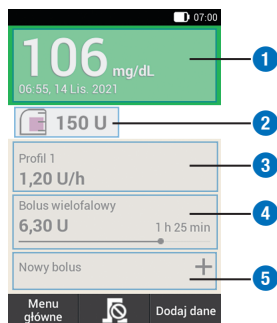 07:00
106 mg/dL
06:55, 14 Lis. 2021
1
150 U
2
Profil 1
1,20 U/h
3
Bolus wielofalowy
6,30 U 1 h 25 min
4
Nowy bolus
5
Menu główne
Dodaj dane